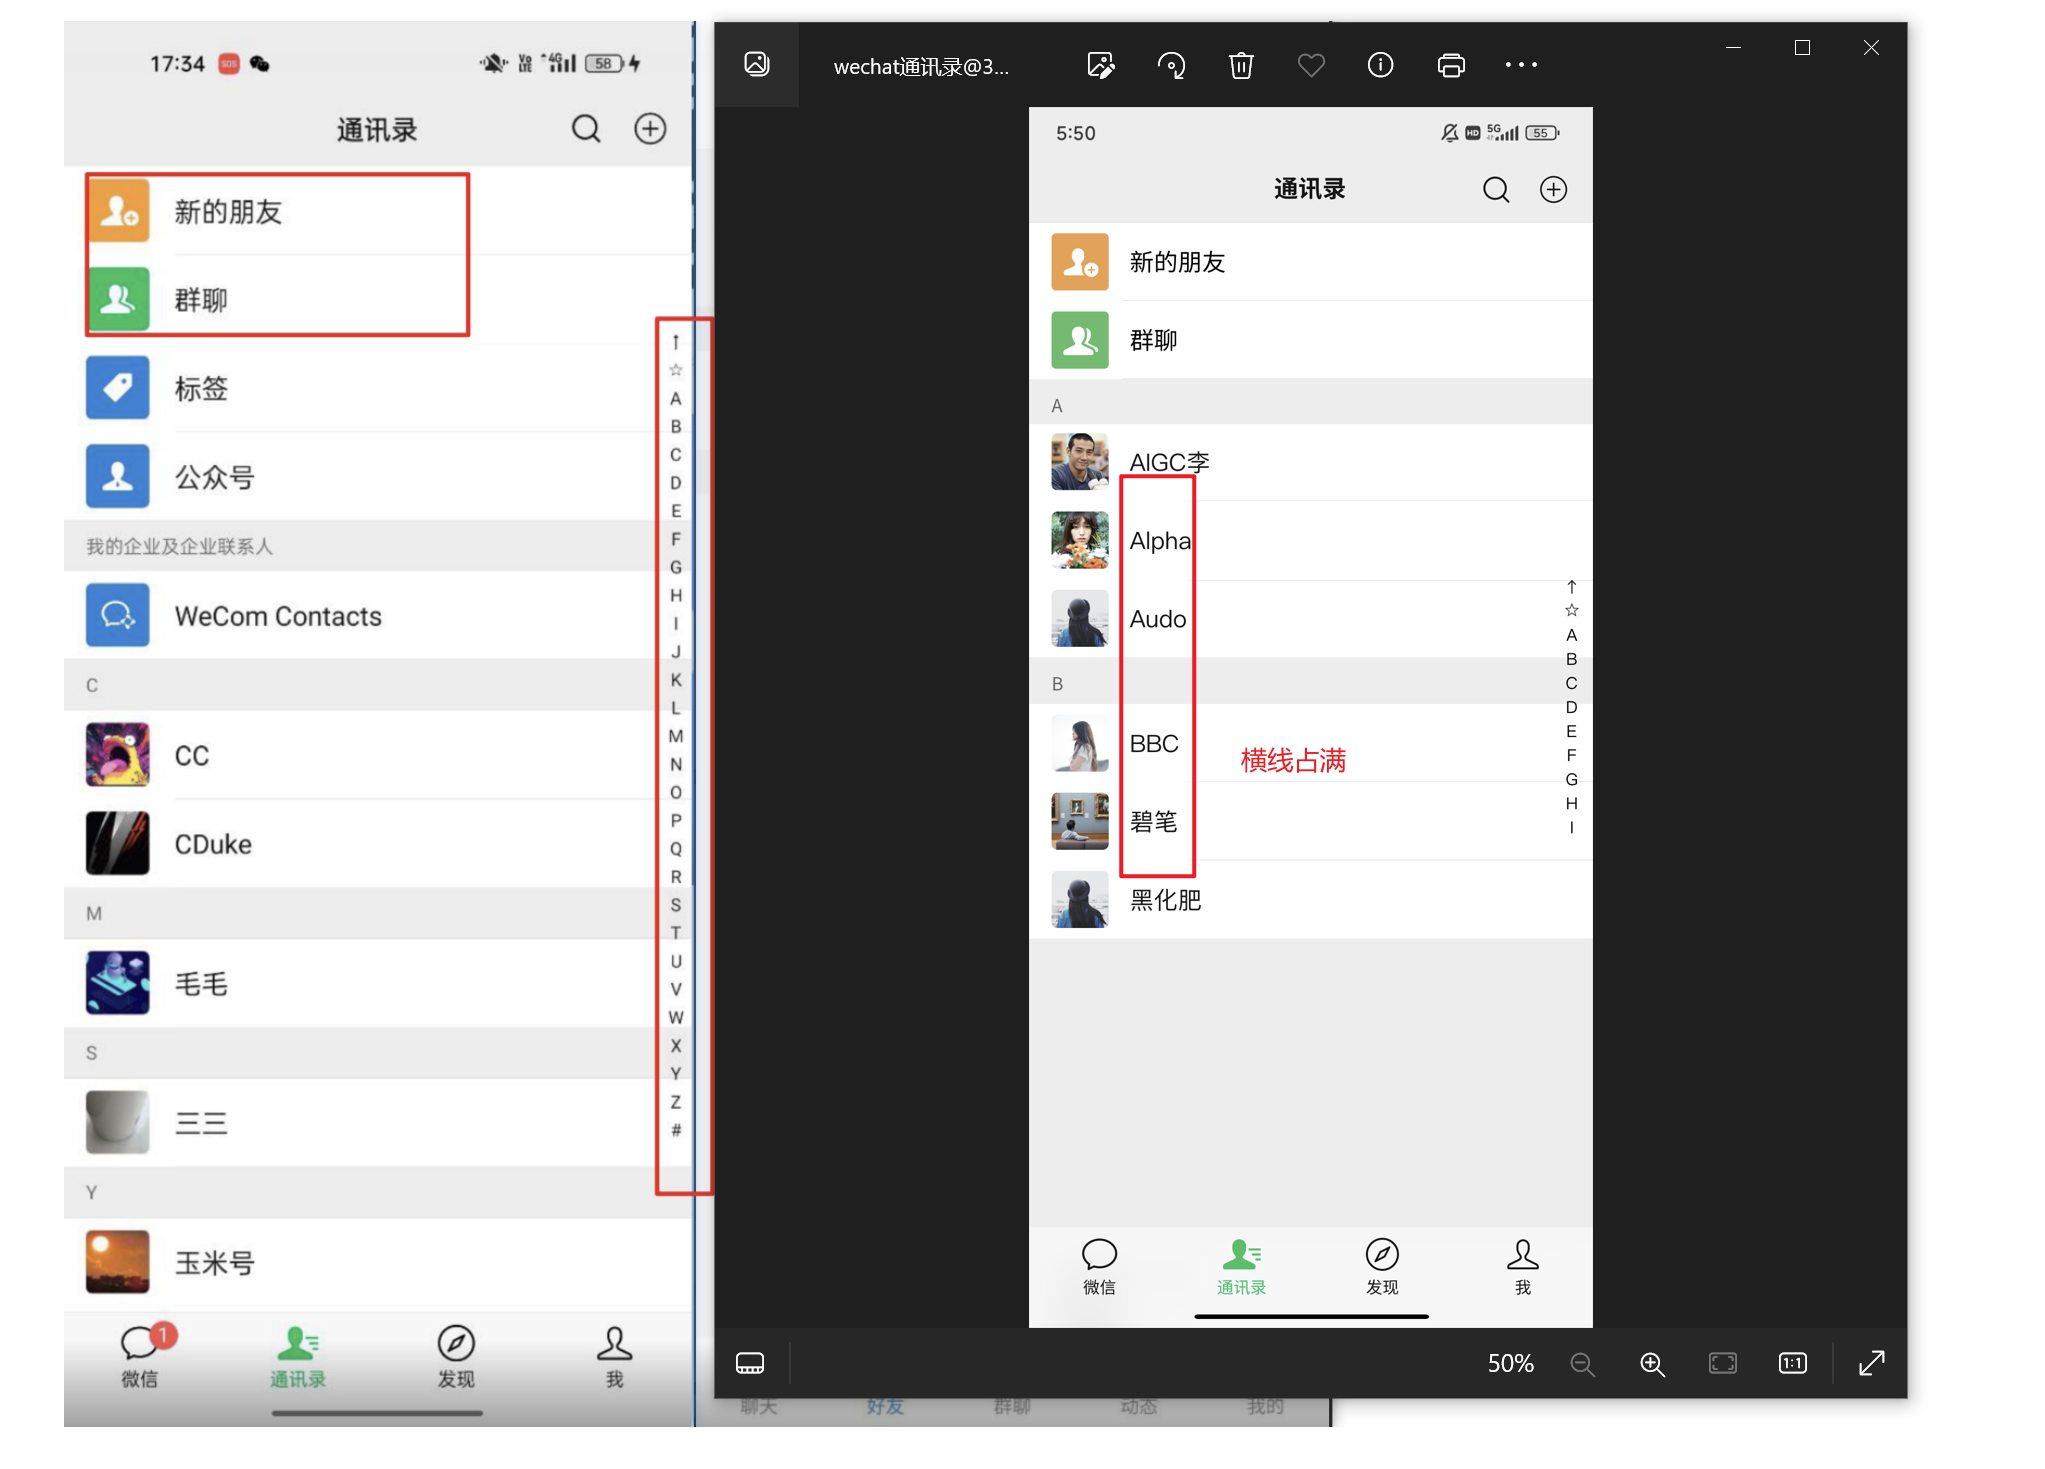 17:34 SOS Vo LTE 4G 58
通讯录
新的朋友
群聊
标签
公众号
我的企业及企业联系人
WeCom Contacts
C
CC
CDuke
M
毛毛
S
三三
Y
玉米号
↑
☆
A
B
C
D
E
F
G
H
I
J
K
L
M
N
O
P
Q
R
S
T
U
V
W
X
Y
Z
#
1
微信 通讯录 发现 我
wechat通讯录@3...
5:50 HD 5G 55
通讯录
新的朋友
群聊
A
AIGC李
Alpha
Audo
B
BBC
横线占满
碧笔
黑化肥
↑
☆
A
B
C
D
E
F
G
H
I
微信 通讯录 发现 我
50% 1:1
聊天 好友 群聊 动态 我的